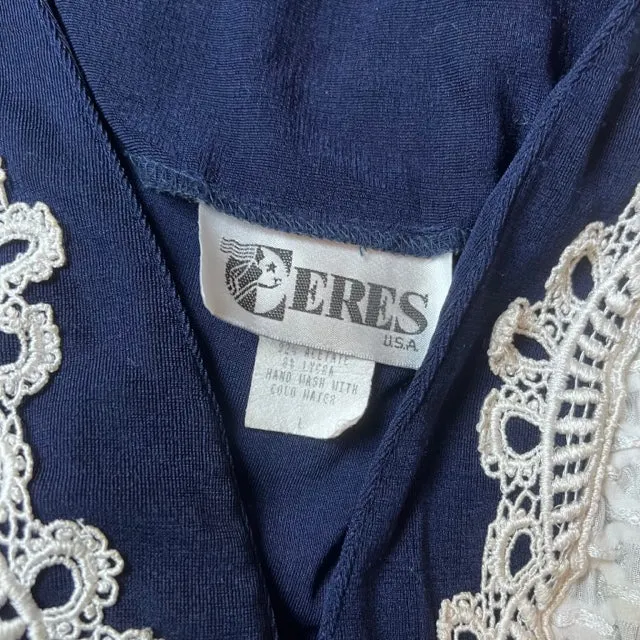 CERES
U.S.A.
ACETATE
LYCRA
HAND WASH WITH
COLD WATER
L